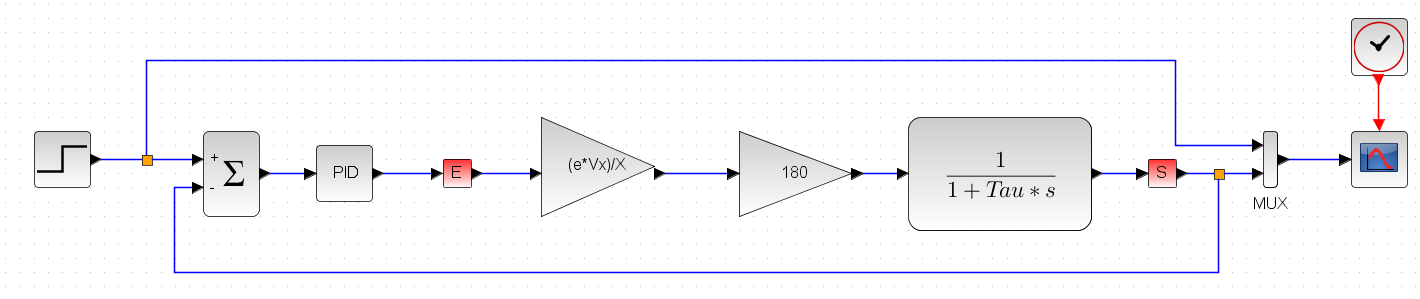 +
-
Σ
PID
E
(e*Vx)/X
180
1
1 + Tau * s
S
MUX